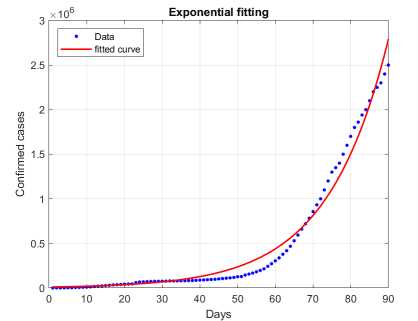 Exponential fitting
×10^6
Data
fitted curve
3
2.5
2
1.5
1
0.5
0
0 10 20 30 40 50 60 70 80 90
Confirmed cases
Days